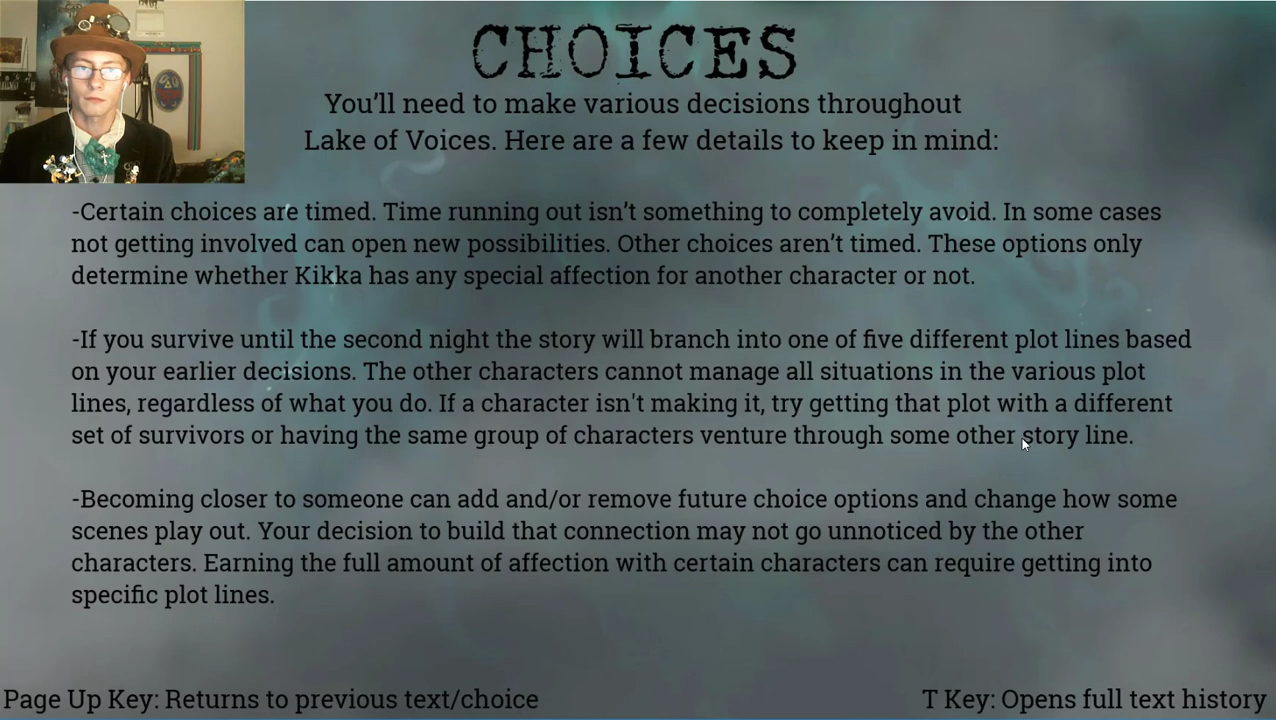 CHOICES
You’ll need to make various decisions throughout
Lake of Voices. Here are a few details to keep in mind:
-Certain choices are timed. Time running out isn’t something to completely avoid. In some cases
not getting involved can open new possibilities. Other choices aren’t timed. These options only
determine whether Kikka has any special affection for another character or not.
-If you survive until the second night the story will branch into one of five different plot lines based
on your earlier decisions. The other characters cannot manage all situations in the various plot
lines, regardless of what you do. If a character isn't making it, try getting that plot with a different
set of survivors or having the same group of characters venture through some other story line.
-Becoming closer to someone can add and/or remove future choice options and change how some
scenes play out. Your decision to build that connection may not go unnoticed by the other
characters. Earning the full amount of affection with certain characters can require getting into
specific plot lines.
Page Up Key: Returns to previous text/choice
T Key: Opens full text history